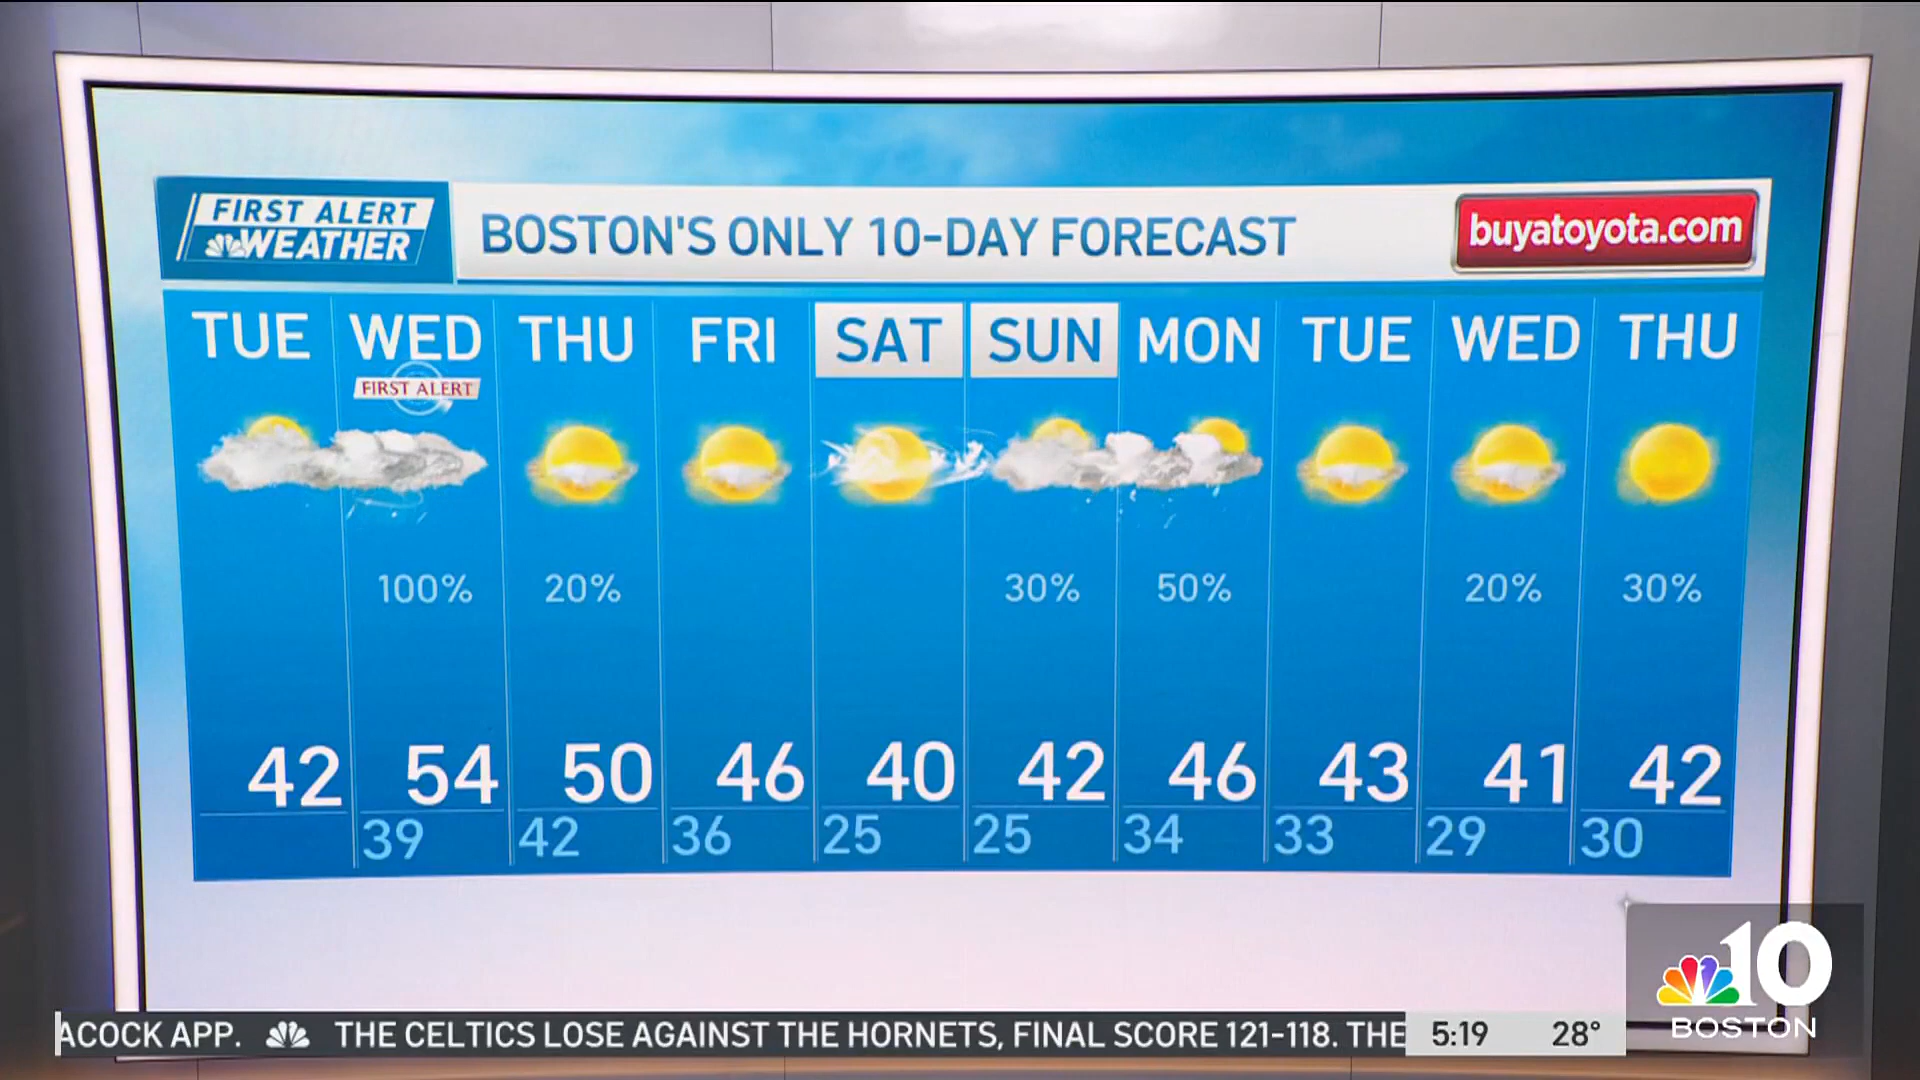 FIRST ALERT
WEATHER
BOSTON'S ONLY 10-DAY FORECAST
buyatoyota.com
TUE WED THU FRI SAT SUN MON TUE WED THU
FIRST ALERT
100% 20% 30% 50% 20% 30%
42 54 50 46 40 42 46 43 41 42
39 42 36 25 25 34 33 29 30
10
BOSTON
ACOCK APP. THE CELTICS LOSE AGAINST THE HORNETS, FINAL SCORE 121-118. THE
5:19 28°